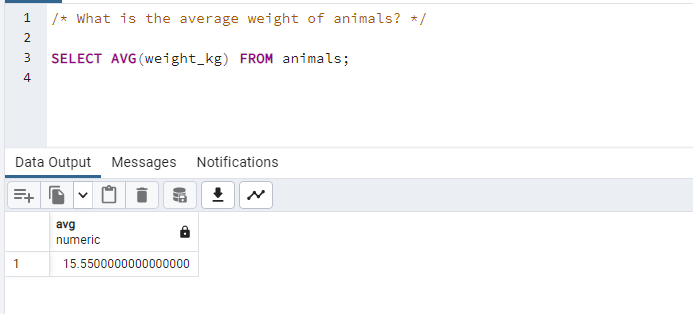 1 /* What is the average weight of animals? */
2
3 SELECT AVG(weight_kg) FROM animals;
4
Data Output Messages Notifications
avg
numeric
1 15.5500000000000000